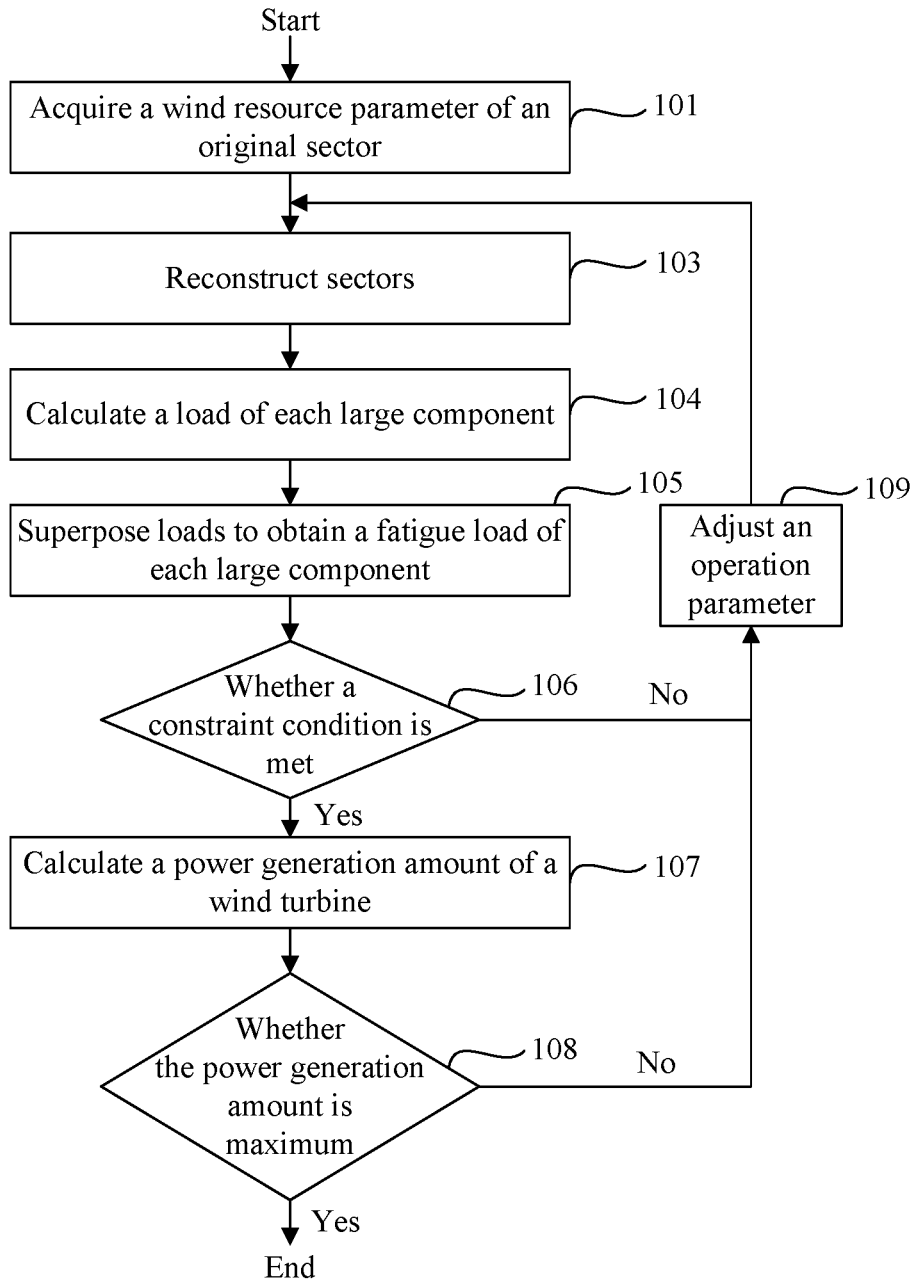 Start
Acquire a wind resource parameter of an
original sector
101
Reconstruct sectors
103
Calculate a load of each large component
104
Superpose loads to obtain a fatigue load of
each large component
105
Adjust an
operation
parameter
109
Whether a
constraint condition is
met
106
No
Yes
Calculate a power generation amount of a
wind turbine
107
Whether
the power generation
amount is
maximum
108
No
Yes
End